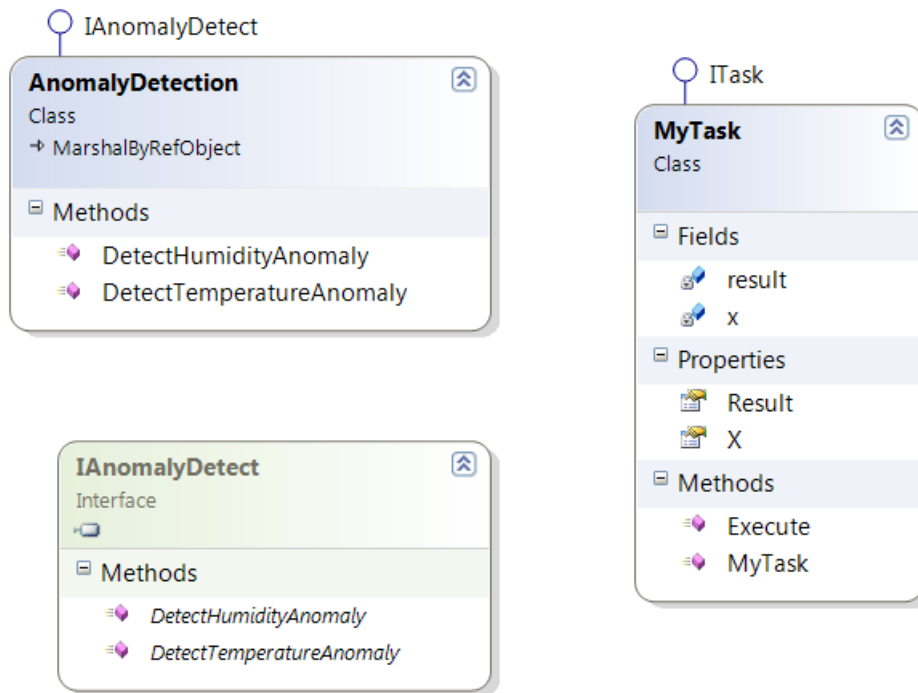 IAnomalyDetect
AnomalyDetection
Class
MarshalByRefObject
Methods
DetectHumidityAnomaly
DetectTemperatureAnomaly
IAnomalyDetect
Interface
Methods
DetectHumidityAnomaly
DetectTemperatureAnomaly
ITask
MyTask
Class
Fields
result
x
Properties
Result
X
Methods
Execute
MyTask